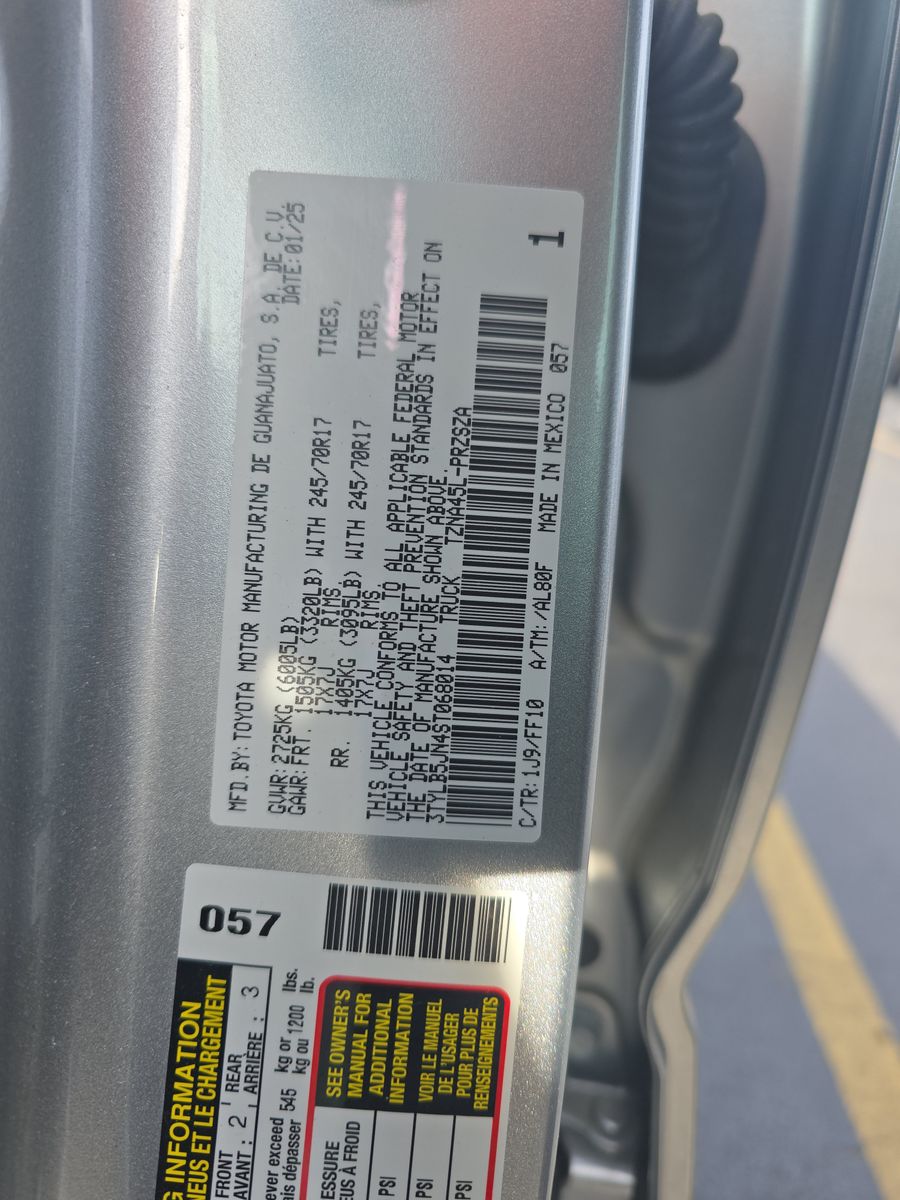 MFD.BY:TOYOTA MOTOR MANUFACTURING DE GUANAJUATO, S.A. DE C.V.
DATE:01/25
GVWR:2725KG (6005LB)
GAWR:FRT. 1505KG (3320LB) WITH 245/70R17 TIRES,
17X7J RIMS,
RR. 1405KG (3095LB) WITH 245/70R17 TIRES,
17X7J RIMS.
THIS VEHICLE CONFORMS TO ALL APPLICABLE FEDERAL MOTOR
VEHICLE SAFETY AND THEFT PREVENTION STANDARDS IN EFFECT ON
THE DATE OF MANUFACTURE SHOWN ABOVE.
3TYLB5JN4ST068014 TRUCK TZNA45L-PRZSZA
1
C/TR:1J9/FF10 A/TM:/AL80F MADE IN MEXICO 057
057
G INFORMATION
NEUS ET LE CHARGEMENT
FRONT REAR
AVANT : 2 ARRIÈRE : 3
ever exceed 545 kg or 1200 lbs.
ais dépasser kg ou lb.
SEE OWNER'S
MANUAL FOR
ADDITIONAL
INFORMATION
VOIR LE MANUEL
DE L'USAGER
POUR PLUS DE
RENSEIGNEMENTS
ESSURE
EUS À FROID
PSI
PSI
PSI